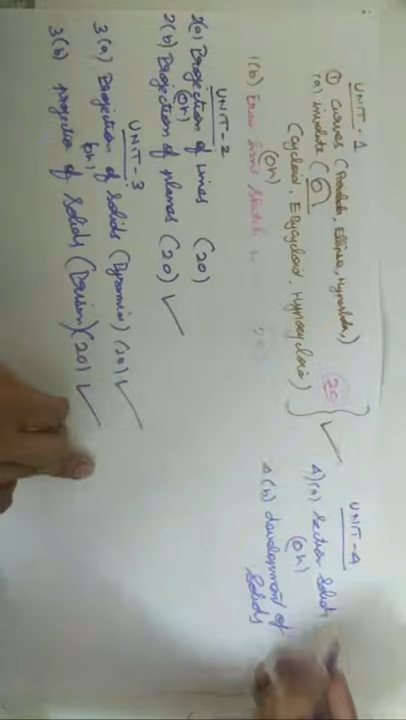 UNIT-1
① Curves (Parabola, Ellipse, Hyperbola,)
(a) involute (6)
(Cycloid, Epicycloid, Hypocycloid) } 20 ✓
(OR)
1(b)
UNIT-2
2(a) Projection of Lines (20)
(OR)
2(b) Projection of planes (20) ✓
UNIT-3
3(a) Projection of Solids (Pyramid) (20) ✓
(OR)
3(b) projection of Solids (Prism) (20) ✓
UNIT-4
4)(a) Section Solids
(OR)
4(b) development of
Solids